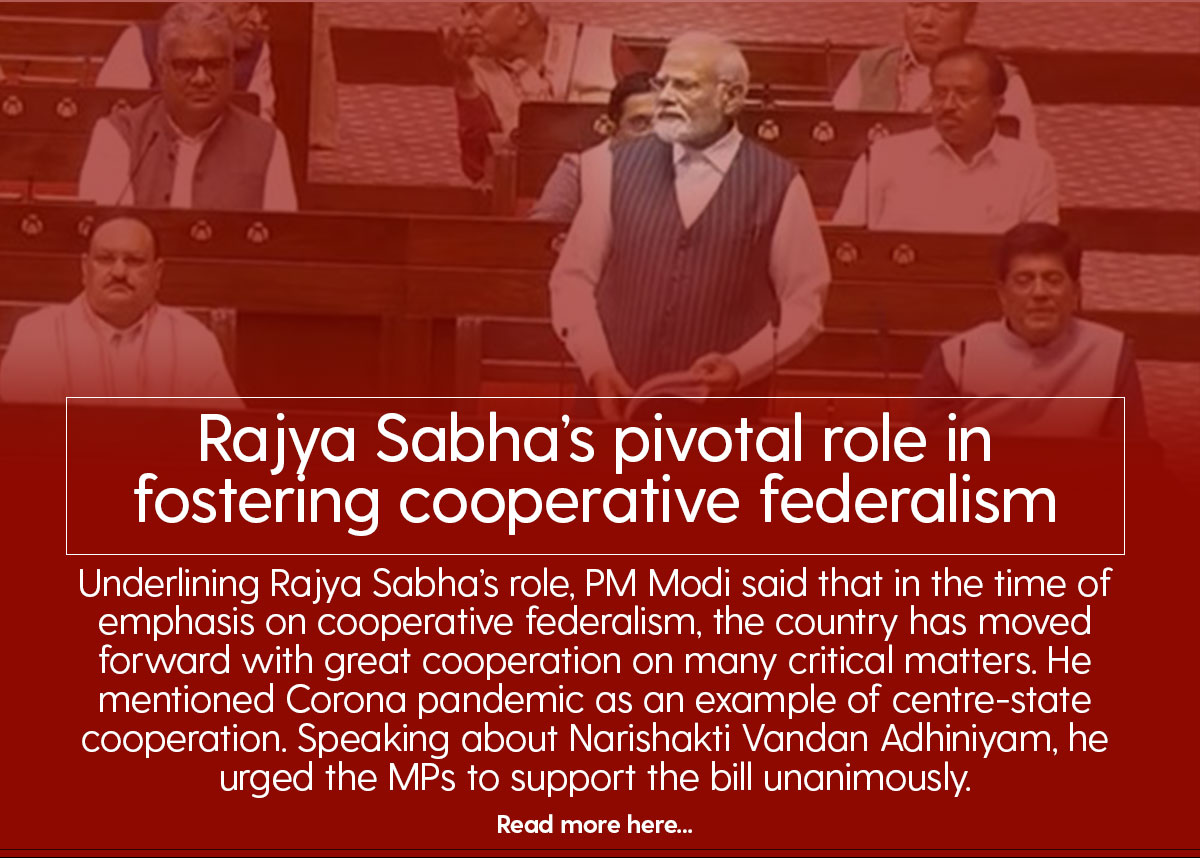 Rajya Sabha’s pivotal role in
fostering cooperative federalism
Underlining Rajya Sabha’s role, PM Modi said that in the time of
emphasis on cooperative federalism, the country has moved
forward with great cooperation on many critical matters. He
mentioned Corona pandemic as an example of centre-state
cooperation. Speaking about Narishakti Vandan Adhiniyam, he
urged the MPs to support the bill unanimously.
Read more here...